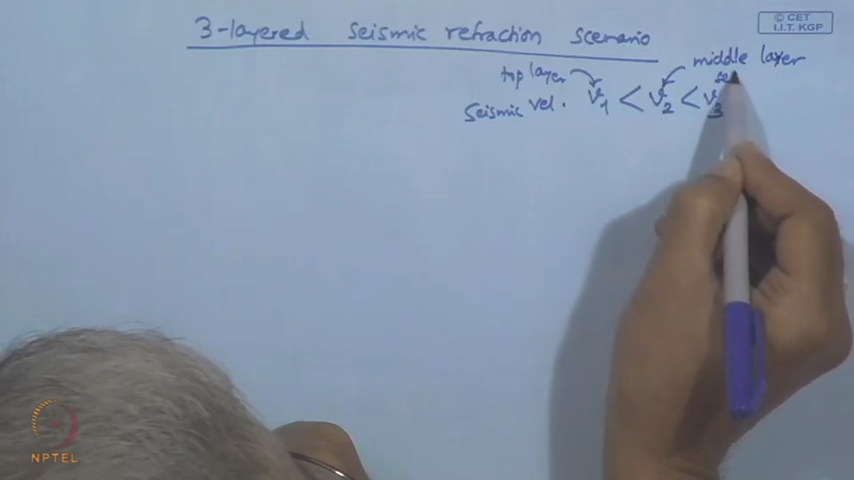 3-layered Seismic refraction Scenario
© CET
I.I.T. KGP
top layer
middle layer
Seismic vel. v1 < v2 < v3
NPTEL